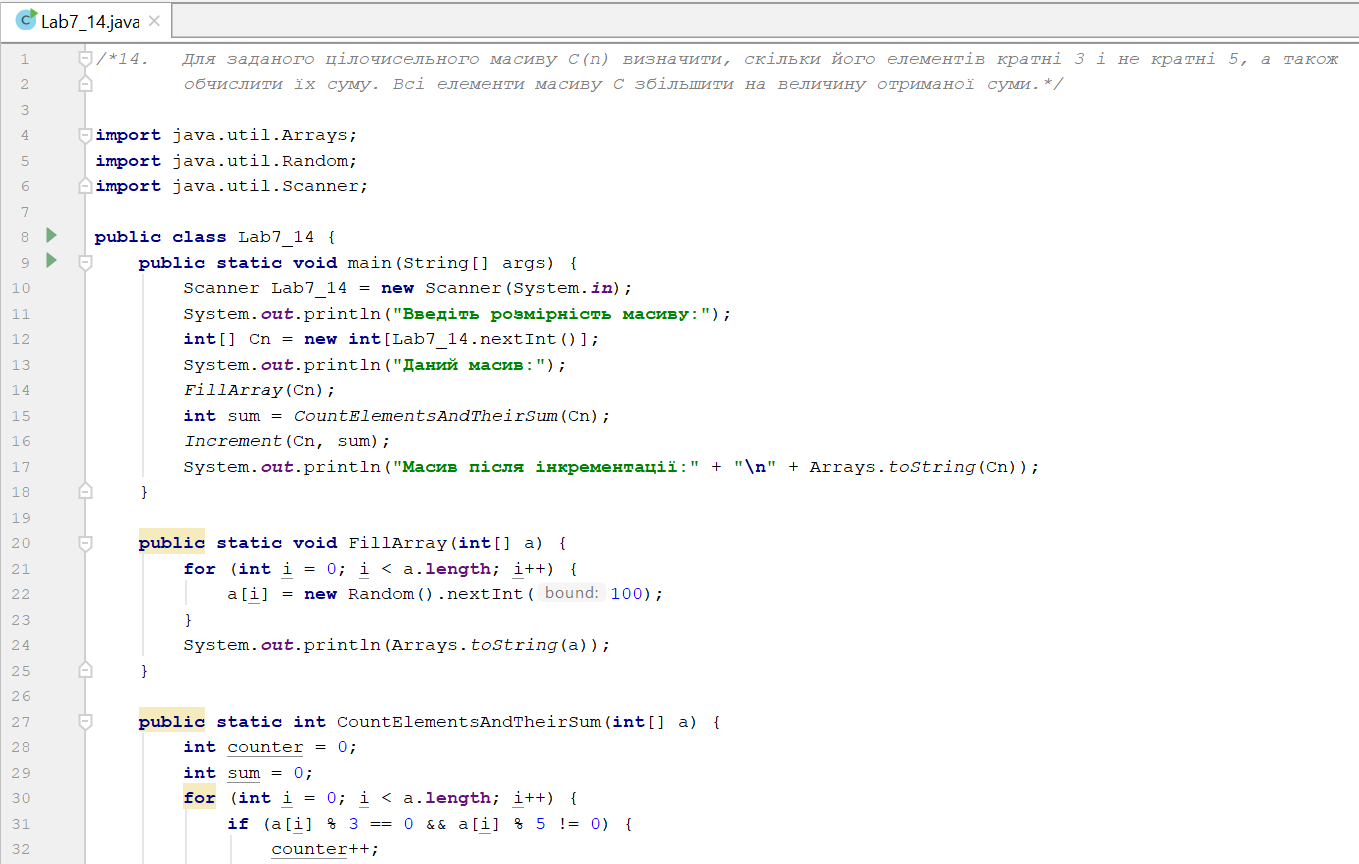 Lab7_14.java
1 /*14. Для заданого цілочисельного масиву C(n) визначити, скільки його елементів кратні 3 і не кратні 5, а також
2 обчислити їх суму. Всі елементи масиву C збільшити на величину отриманої суми.*/
3
4 import java.util.Arrays;
5 import java.util.Random;
6 import java.util.Scanner;
7
8 public class Lab7_14 {
9 public static void main(String[] args) {
10 Scanner Lab7_14 = new Scanner(System.in);
11 System.out.println("Введіть розмірність масиву:");
12 int[] Cn = new int[Lab7_14.nextInt()];
13 System.out.println("Даний масив:");
14 FillArray(Cn);
15 int sum = CountElementsAndTheirSum(Cn);
16 Increment(Cn, sum);
17 System.out.println("Масив після інкрементації:" + "\n" + Arrays.toString(Cn));
18 }
19
20 public static void FillArray(int[] a) {
21 for (int i = 0; i < a.length; i++) {
22 a[i] = new Random().nextInt( bound: 100);
23 }
24 System.out.println(Arrays.toString(a));
25 }
26
27 public static int CountElementsAndTheirSum(int[] a) {
28 int counter = 0;
29 int sum = 0;
30 for (int i = 0; i < a.length; i++) {
31 if (a[i] % 3 == 0 && a[i] % 5 != 0) {
32 counter++;